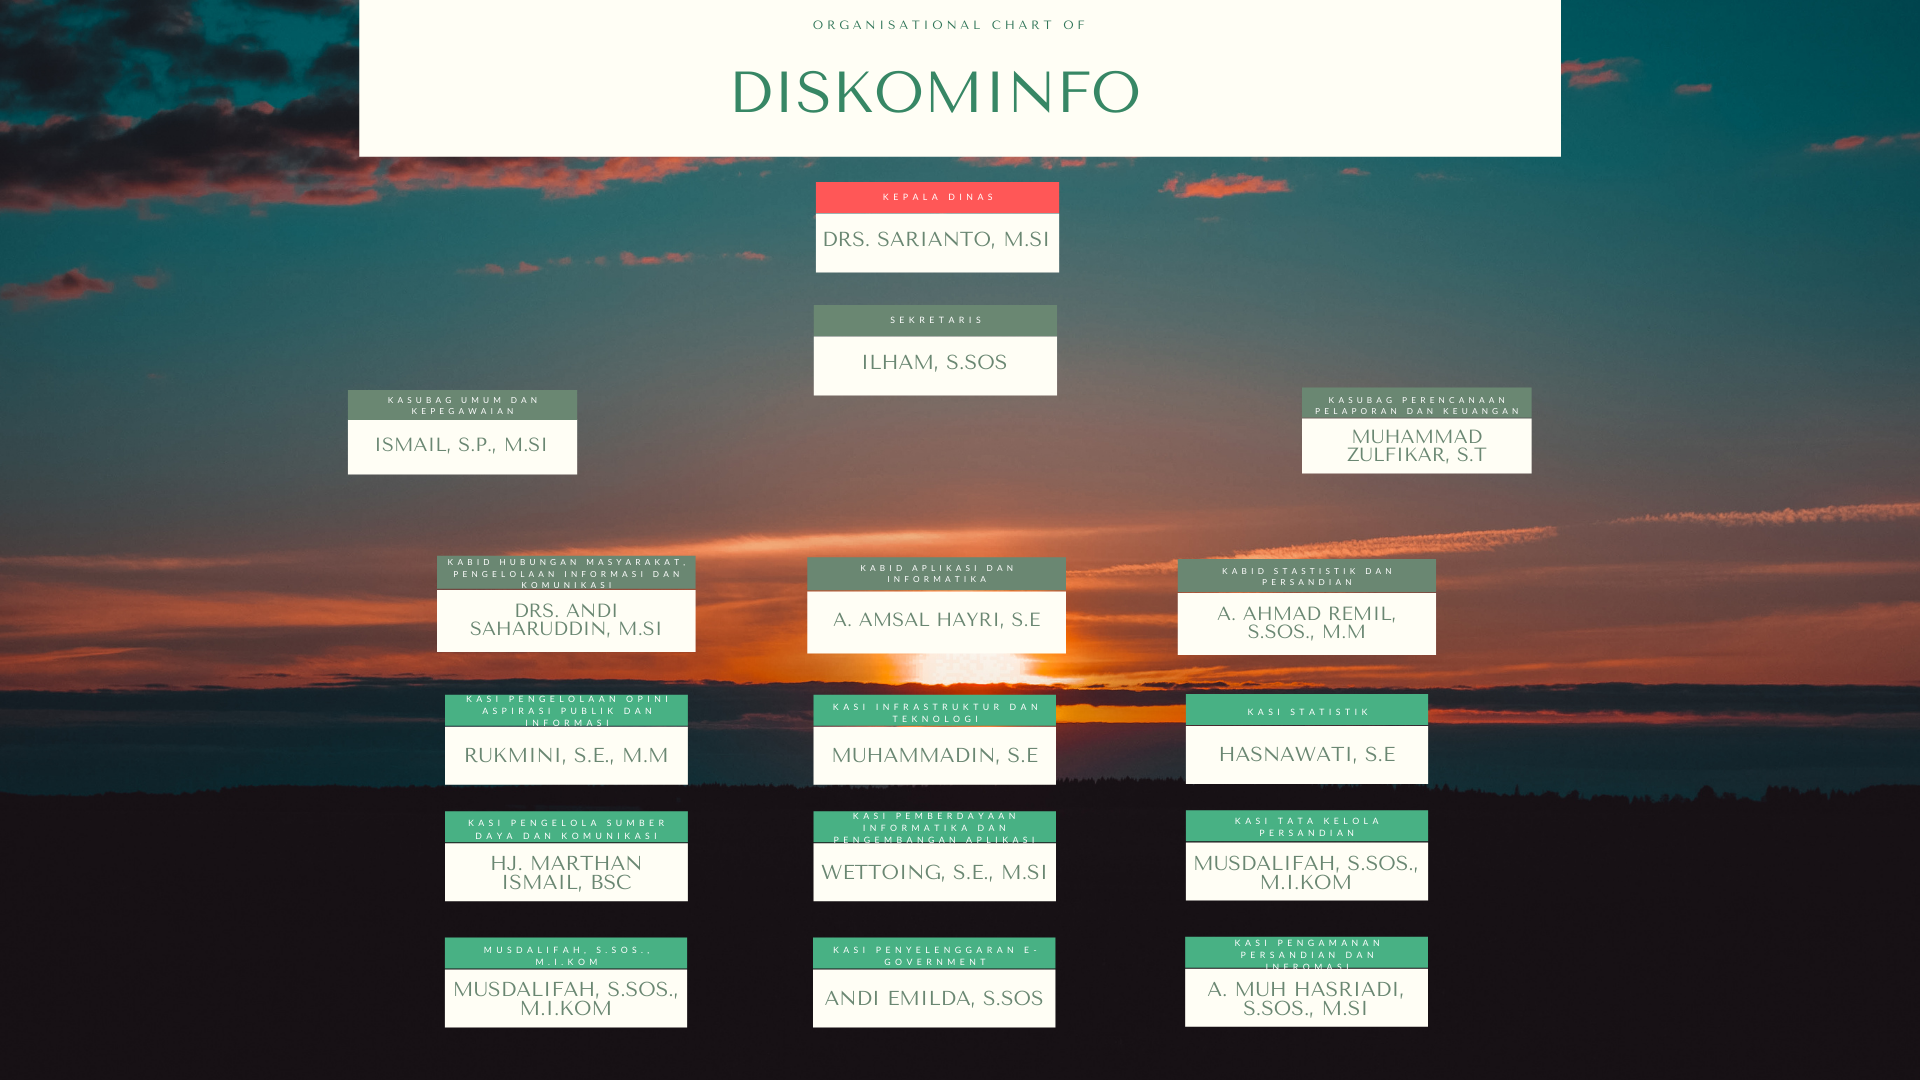 ORGANISATIONAL CHART OF
DISKOMINFO
KEPALA DINAS
DRS. SARIANTO, M.SI
SEKRETARIS
ILHAM, S.SOS
KASUBAG UMUM DAN
KEPEGAWAIAN
ISMAIL, S.P., M.SI
KASUBAG PERENCANAAN
PELAPORAN DAN KEUANGAN
MUHAMMAD
ZULFIKAR, S.T
KABID HUBUNGAN MASYARAKAT,
PENGELOLAAN INFORMASI DAN
KOMUNIKASI
DRS. ANDI
SAHARUDDIN, M.SI
KABID APLIKASI DAN
INFORMATIKA
A. AMSAL HAYRI, S.E
KABID STASTISTIK DAN
PERSANDIAN
A. AHMAD REMIL,
S.SOS., M.M
KASI PENGELOLAAN OPINI
ASPIRASI PUBLIK DAN
INFORMASI
RUKMINI, S.E., M.M
KASI INFRASTRUKTUR DAN
TEKNOLOGI
MUHAMMADIN, S.E
KASI STATISTIK
HASNAWATI, S.E
KASI PENGELOLA SUMBER
DAYA DAN KOMUNIKASI
HJ. MARTHAN
ISMAIL, BSC
KASI PEMBERDAYAAN
INFORMATIKA DAN
PENGEMBANGAN APLIKASI
WETTOING, S.E., M.SI
KASI TATA KELOLA
PERSANDIAN
MUSDALIFAH, S.SOS.,
M.I.KOM
MUSDALIFAH, S.SOS.,
M.I.KOM
MUSDALIFAH, S.SOS.,
M.I.KOM
KASI PENYELENGGARAN E-
GOVERNMENT
ANDI EMILDA, S.SOS
KASI PENGAMANAN
PERSANDIAN DAN
INFROMASI
A. MUH HASRIADI,
S.SOS., M.SI